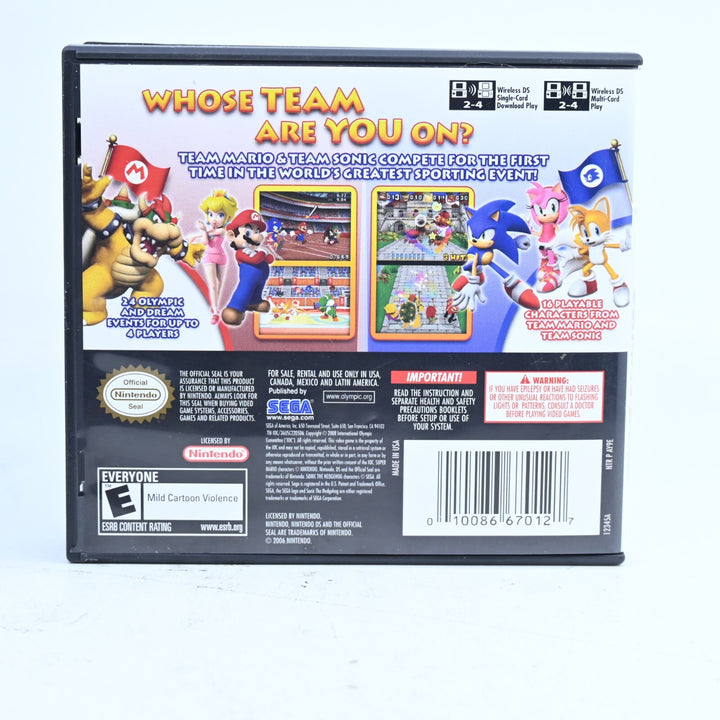 WHOSE TEAM
ARE YOU ON?
2-4
Wireless DS
Single-Card
Download Play
2-4
Wireless DS
Multi-Card
Play
TEAM MARIO & TEAM SONIC COMPETE FOR THE FIRST
TIME IN THE WORLD'S GREATEST SPORTING EVENT!
M
24 OLYMPIC
AND DREAM
EVENTS FOR UP TO
4 PLAYERS
16 PLAYABLE
CHARACTERS FROM
TEAM MARIO AND
TEAM SONIC
Official
Nintendo
Seal
THE OFFICIAL SEAL IS YOUR
ASSURANCE THAT THIS PRODUCT
IS LICENSED OR MANUFACTURED
BY NINTENDO. ALWAYS LOOK FOR
THIS SEAL WHEN BUYING VIDEO
GAME SYSTEMS, ACCESSORIES,
GAMES AND RELATED PRODUCTS.
LICENSED BY
Nintendo
EVERYONE
E
Mild Cartoon Violence
ESRB CONTENT RATING
www.esrb.org
FOR SALE, RENTAL AND USE ONLY IN USA,
CANADA, MEXICO AND LATIN AMERICA.
Published by
SEGA
www.sega.com
www.olympic.org
LICENSED BY NINTENDO.
NINTENDO, NINTENDO DS AND THE OFFICIAL
SEAL ARE TRADEMARKS OF NINTENDO.
© 2006 NINTENDO.
IMPORTANT!
READ THE INSTRUCTION AND
SEPARATE HEALTH AND SAFETY
PRECAUTIONS BOOKLETS
BEFORE SETUP OR USE OF
YOUR SYSTEM.
WARNING:
IF YOU HAVE EPILEPSY OR HAVE HAD SEIZURES
OR OTHER UNUSUAL REACTIONS TO FLASHING
LIGHTS OR PATTERNS, CONSULT A DOCTOR
BEFORE PLAYING VIDEO GAMES.
MADE IN USA
0 10086 67012 7
12345A
NTR P AY9E